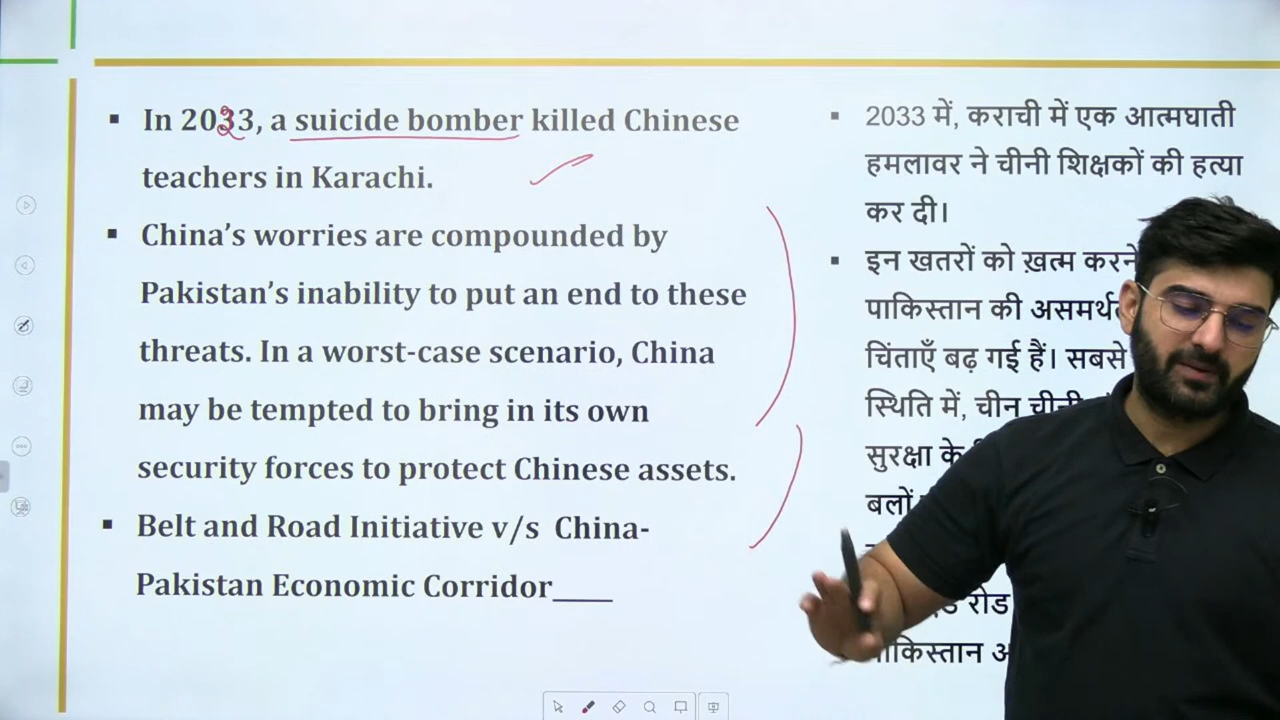 In 2033, a suicide bomber killed Chinese
teachers in Karachi.
China's worries are compounded by
Pakistan's inability to put an end to these
threats. In a worst-case scenario, China
may be tempted to bring in its own
security forces to protect Chinese assets.
Belt and Road Initiative v/s China-
Pakistan Economic Corridor____
2033 में, कराची में एक आत्मघाती
हमलावर ने चीनी शिक्षकों की हत्या
कर दी।
इन खतरों को ख़त्म करने
पाकिस्तान की
चिंताएँ बढ़ गई हैं। सबसे
स्थिति में, चीन
सुरक्षा के
बलों
रोड
पाकिस्तान